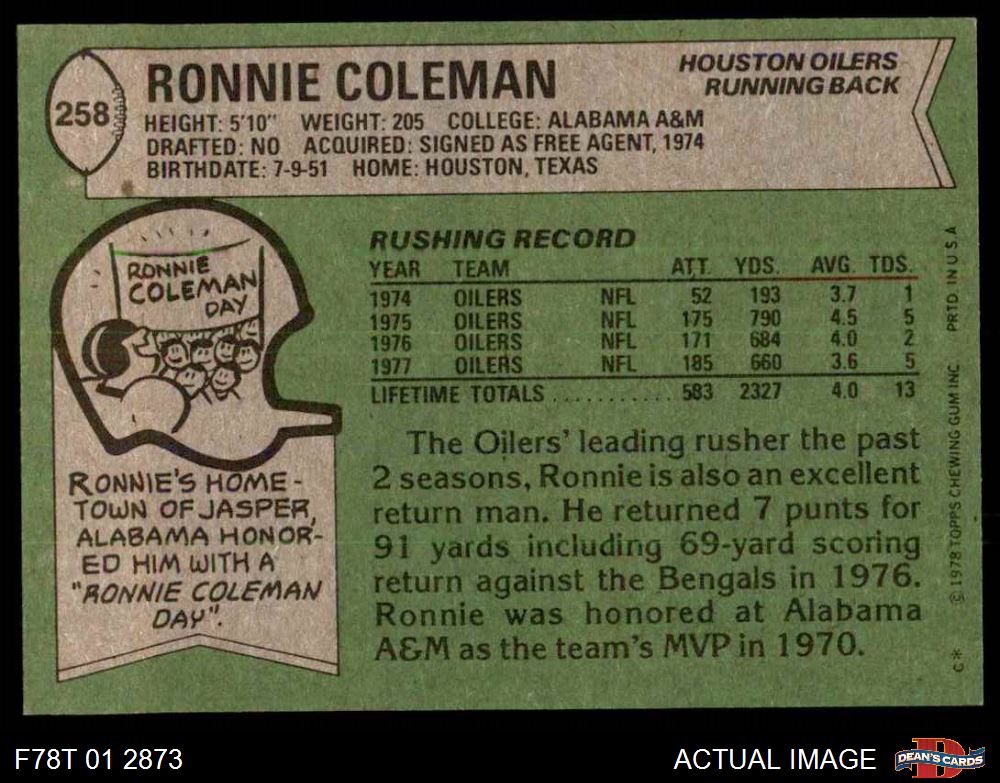 258
RONNIE COLEMAN
HOUSTON OILERS
RUNNING BACK
HEIGHT: 5'10" WEIGHT: 205 COLLEGE: ALABAMA A&M
DRAFTED: NO ACQUIRED: SIGNED AS FREE AGENT, 1974
BIRTHDATE: 7-9-51 HOME: HOUSTON, TEXAS
RONNIE
COLEMAN
DAY
RONNIE'S HOME-
TOWN OF JASPER,
ALABAMA HONOR-
ED HIM WITH A
"RONNIE COLEMAN
DAY".
RUSHING RECORD
YEAR TEAM ATT. YDS. AVG. TDS.
1974 OILERS NFL 52 193 3.7 1
1975 OILERS NFL 175 790 4.5 5
1976 OILERS NFL 171 684 4.0 2
1977 OILERS NFL 185 660 3.6 5
LIFETIME TOTALS ........... 583 2327 4.0 13
The Oilers' leading rusher the past
2 seasons, Ronnie is also an excellent
return man. He returned 7 punts for
91 yards including 69-yard scoring
return against the Bengals in 1976.
Ronnie was honored at Alabama
A&M as the team's MVP in 1970.
C* © 1978 TOPPS CHEWING GUM INC. PRTD. IN U.S.A.
F78T 01 2873
ACTUAL IMAGE
D
DEAN'S CARDS